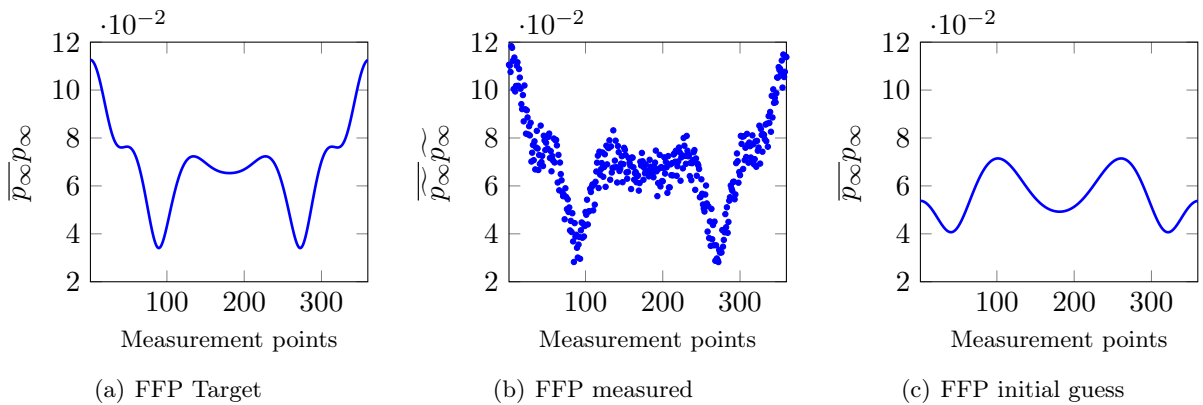 ·10⁻²
12
10
8
6
4
2
100 200 300
p̅∞p∞
Measurement points
(a) FFP Target
·10⁻²
12
10
8
6
4
2
100 200 300
p̃̅∞p̃∞
Measurement points
(b) FFP measured
·10⁻²
12
10
8
6
4
2
100 200 300
p̅∞p∞
Measurement points
(c) FFP initial guess